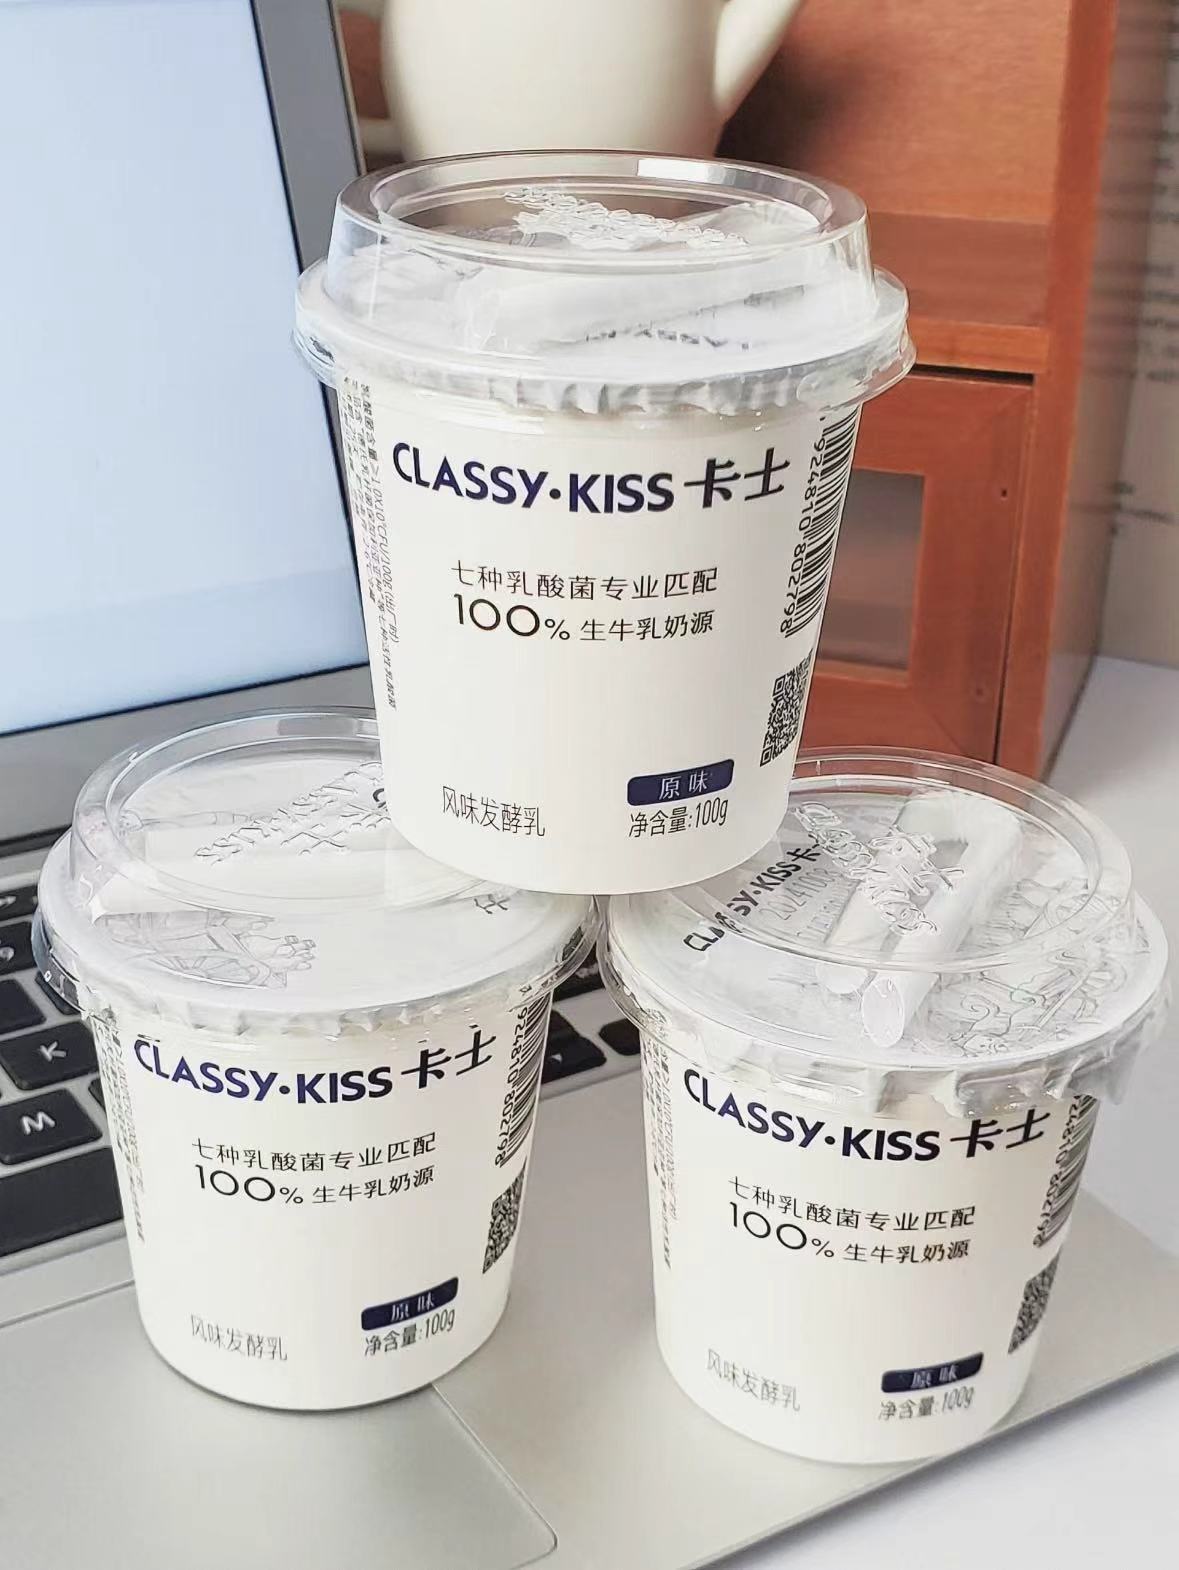 CLASSY·KISS 卡士
七种乳酸菌专业匹配
100% 生牛乳奶源
原味
风味发酵乳
净含量:100g
924810 802798
CLASSY·KISS 卡士
七种乳酸菌专业匹配
100% 生牛乳奶源
原味
风味发酵乳
净含量:100g
924810 802798
CLASSY·KISS 卡士
七种乳酸菌专业匹配
100% 生牛乳奶源
原味
风味发酵乳
净含量:100g
K
M